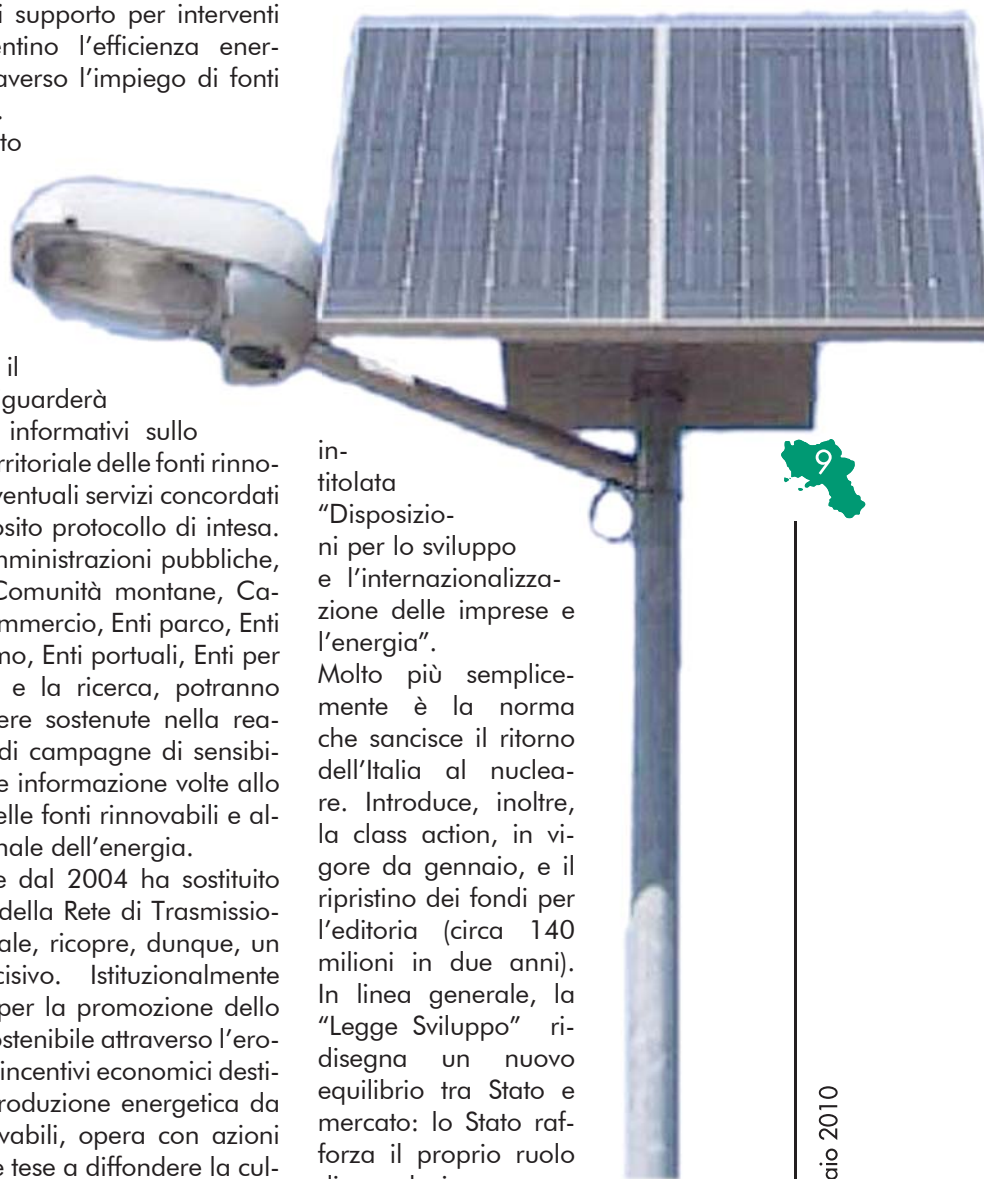 i supporto per interventi
entino l’efficienza ener-
averso l’impiego di fonti
to
il
guarderà
informativi sullo
rritoriale delle fonti rinno-
ventuali servizi concordati
osito protocollo di intesa.
mministrazioni pubbliche,
Comunità montane, Ca-
mmercio, Enti parco, Enti
mo, Enti portuali, Enti per
e la ricerca, potranno
ere sostenute nella rea-
di campagne di sensibi-
e informazione volte allo
elle fonti rinnovabili e al-
nale dell’energia.
e dal 2004 ha sostituito
della Rete di Trasmissio-
ale, ricopre, dunque, un
cisivo. Istituzionalmente
per la promozione dello
ostenibile attraverso l’ero-
incentivi economici desti-
roduzione energetica da
vabili, opera con azioni
e tese a diffondere la cul-
in-
titolata
“Disposizio-
ni per lo sviluppo
e l’internazionalizza-
zione delle imprese e
l’energia”.
Molto più semplice-
mente è la norma
che sancisce il ritorno
dell’Italia al nuclea-
re. Introduce, inoltre,
la class action, in vi-
gore da gennaio, e il
ripristino dei fondi per
l’editoria (circa 140
milioni in due anni).
In linea generale, la
“Legge Sviluppo” ri-
disegna un nuovo
equilibrio tra Stato e
mercato: lo Stato raf-
forza il proprio ruolo
9
aio 2010